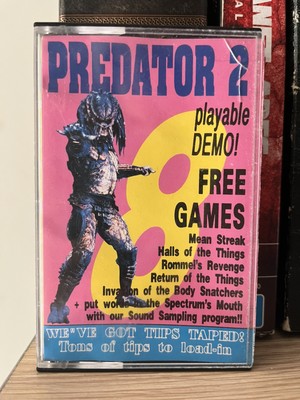 PREDATOR 2
playable
DEMO!
8
FREE
GAMES
Mean Streak
Halls of the Things
Rommel's Revenge
Return of the Things
Invasion of the Body Snatchers
+ put words in the Spectrum's Mouth
with our Sound Sampling program!!
WE'VE GOT TIPS TAPED!
Tons of tips to load-in